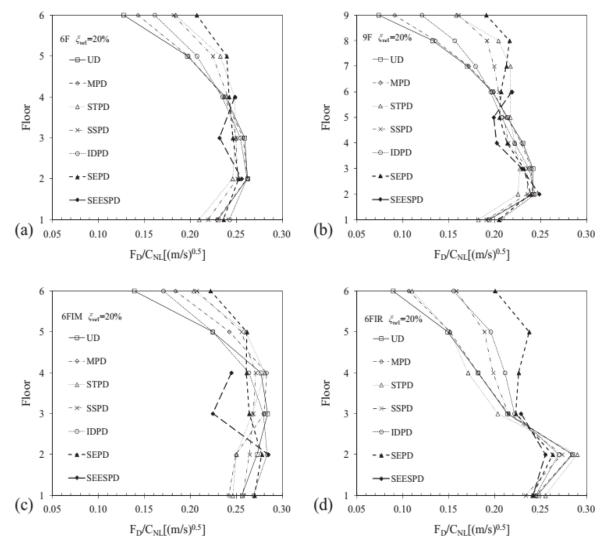 6F ξnvf=20%
UD
MPD
STPD
SSPD
IDPD
SEPD
SEESPD
Floor
6
5
4
3
2
1
0.05 0.10 0.15 0.20 0.25 0.30
(a)
FD/CNL[(m/s)^0.5]
9F ξnvf=20%
UD
MPD
STPD
SSPD
IDPD
SEPD
SEESPD
Floor
9
8
7
6
5
4
3
2
1
0.05 0.10 0.15 0.20 0.25 0.30
(b)
FD/CNL[(m/s)^0.5]
6FIM ξnvf=20%
UD
MPD
STPD
SSPD
IDPD
SEPD
SEESPD
Floor
6
5
4
3
2
1
0.05 0.10 0.15 0.20 0.25 0.30
(c)
FD/CNL[(m/s)^0.5]
6FIR ξnvf=20%
UD
MPD
STPD
SSPD
IDPD
SEPD
SEESPD
Floor
6
5
4
3
2
1
0.05 0.10 0.15 0.20 0.25 0.30
(d)
FD/CNL[(m/s)^0.5]